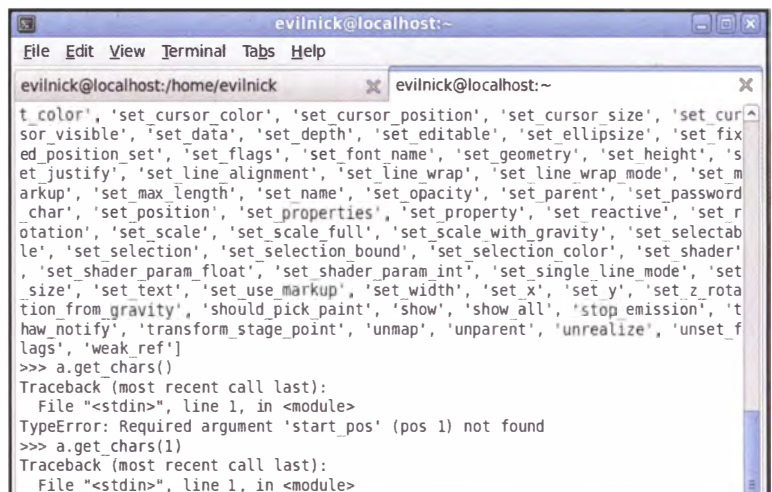 evilnick@localhost:~
File Edit View Terminal Tabs Help
evilnick@localhost:/home/evilnick evilnick@localhost:~
t_color', 'set_cursor_color', 'set_cursor_position', 'set_cursor_size', 'set_cur
sor_visible', 'set_data', 'set_depth', 'set_editable', 'set_ellipsize', 'set_fix
ed_position_set', 'set_flags', 'set_font_name', 'set_geometry', 'set_height', 's
et_justify', 'set_line_alignment', 'set_line_wrap', 'set_line_wrap_mode', 'set_m
arkup', 'set_max_length', 'set_name', 'set_opacity', 'set_parent', 'set_password
_char', 'set_position', 'set_properties', 'set_property', 'set_reactive', 'set_r
otation', 'set_scale', 'set_scale_full', 'set_scale_with_gravity', 'set_selectab
le', 'set_selection', 'set_selection_bound', 'set_selection_color', 'set_shader'
, 'set_shader_param_float', 'set_shader_param_int', 'set_single_line_mode', 'set
_size', 'set_text', 'set_use_markup', 'set_width', 'set_x', 'set_y', 'set_z_rota
tion_from_gravity', 'should_pick_paint', 'show', 'show_all', 'stop_emission', 't
haw_notify', 'transform_stage_point', 'unmap', 'unparent', 'unrealize', 'unset_f
lags', 'weak_ref']
>>> a.get_chars()
Traceback (most recent call last):
  File "<stdin>", line 1, in <module>
TypeError: Required argument 'start_pos' (pos 1) not found
>>> a.get_chars(1)
Traceback (most recent call last):
  File "<stdin>", line 1, in <module>